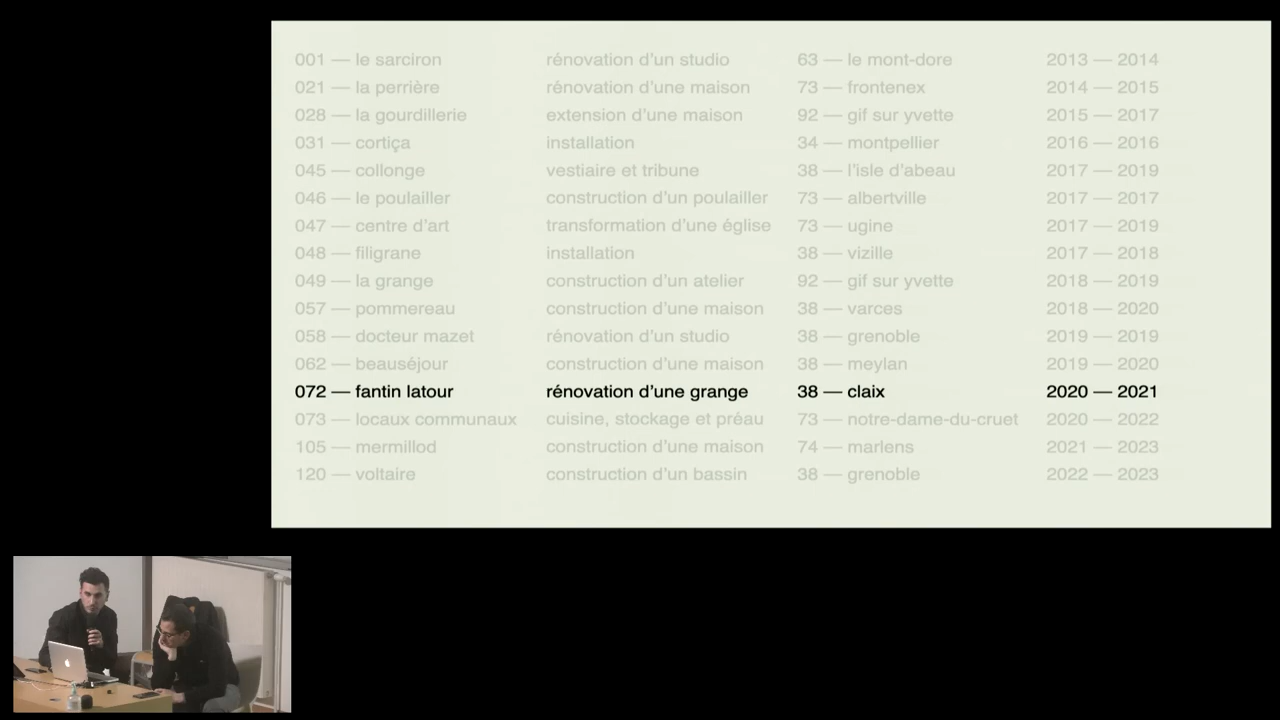 001 — le sarciron rénovation d'un studio 63 — le mont-dore 2013 — 2014
021 — la perrière rénovation d'une maison 73 — frontenex 2014 — 2015
028 — la gourdillerie extension d'une maison 92 — gif sur yvette 2015 — 2017
031 — cortiça installation 34 — montpellier 2016 — 2016
045 — collonge vestiaire et tribune 38 — l'isle d'abeau 2017 — 2019
046 — le poulailler construction d'un poulailler 73 — albertville 2017 — 2017
047 — centre d'art transformation d'une église 73 — ugine 2017 — 2019
048 — filigrane installation 38 — vizille 2017 — 2018
049 — la grange construction d'un atelier 92 — gif sur yvette 2018 — 2019
057 — pommereau construction d'une maison 38 — varces 2018 — 2020
058 — docteur mazet rénovation d'un studio 38 — grenoble 2019 — 2019
062 — beauséjour construction d'une maison 38 — meylan 2019 — 2020
072 — fantin latour rénovation d'une grange 38 — claix 2020 — 2021
073 — locaux communaux cuisine, stockage et préau 73 — notre-dame-du-cruet 2020 — 2022
105 — mermillod construction d'une maison 74 — marlens 2021 — 2023
120 — voltaire construction d'un bassin 38 — grenoble 2022 — 2023